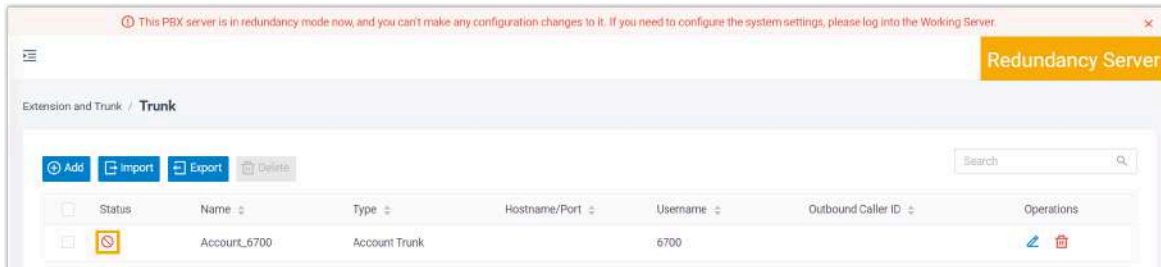 This PBX server is in redundancy mode now, and you can't make any configuration changes to it. If you need to configure the system settings, please log into the Working Server.
Redundancy Server
Extension and Trunk / Trunk
Add Import Export Delete Search
Status Name Type Hostname/Port Username Outbound Caller ID Operations
Account_6700 Account Trunk 6700